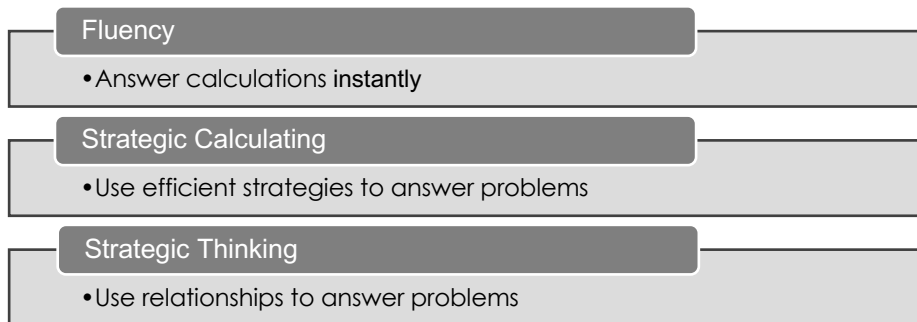 Fluency
•Answer calculations instantly
Strategic Calculating
•Use efficient strategies to answer problems
Strategic Thinking
•Use relationships to answer problems